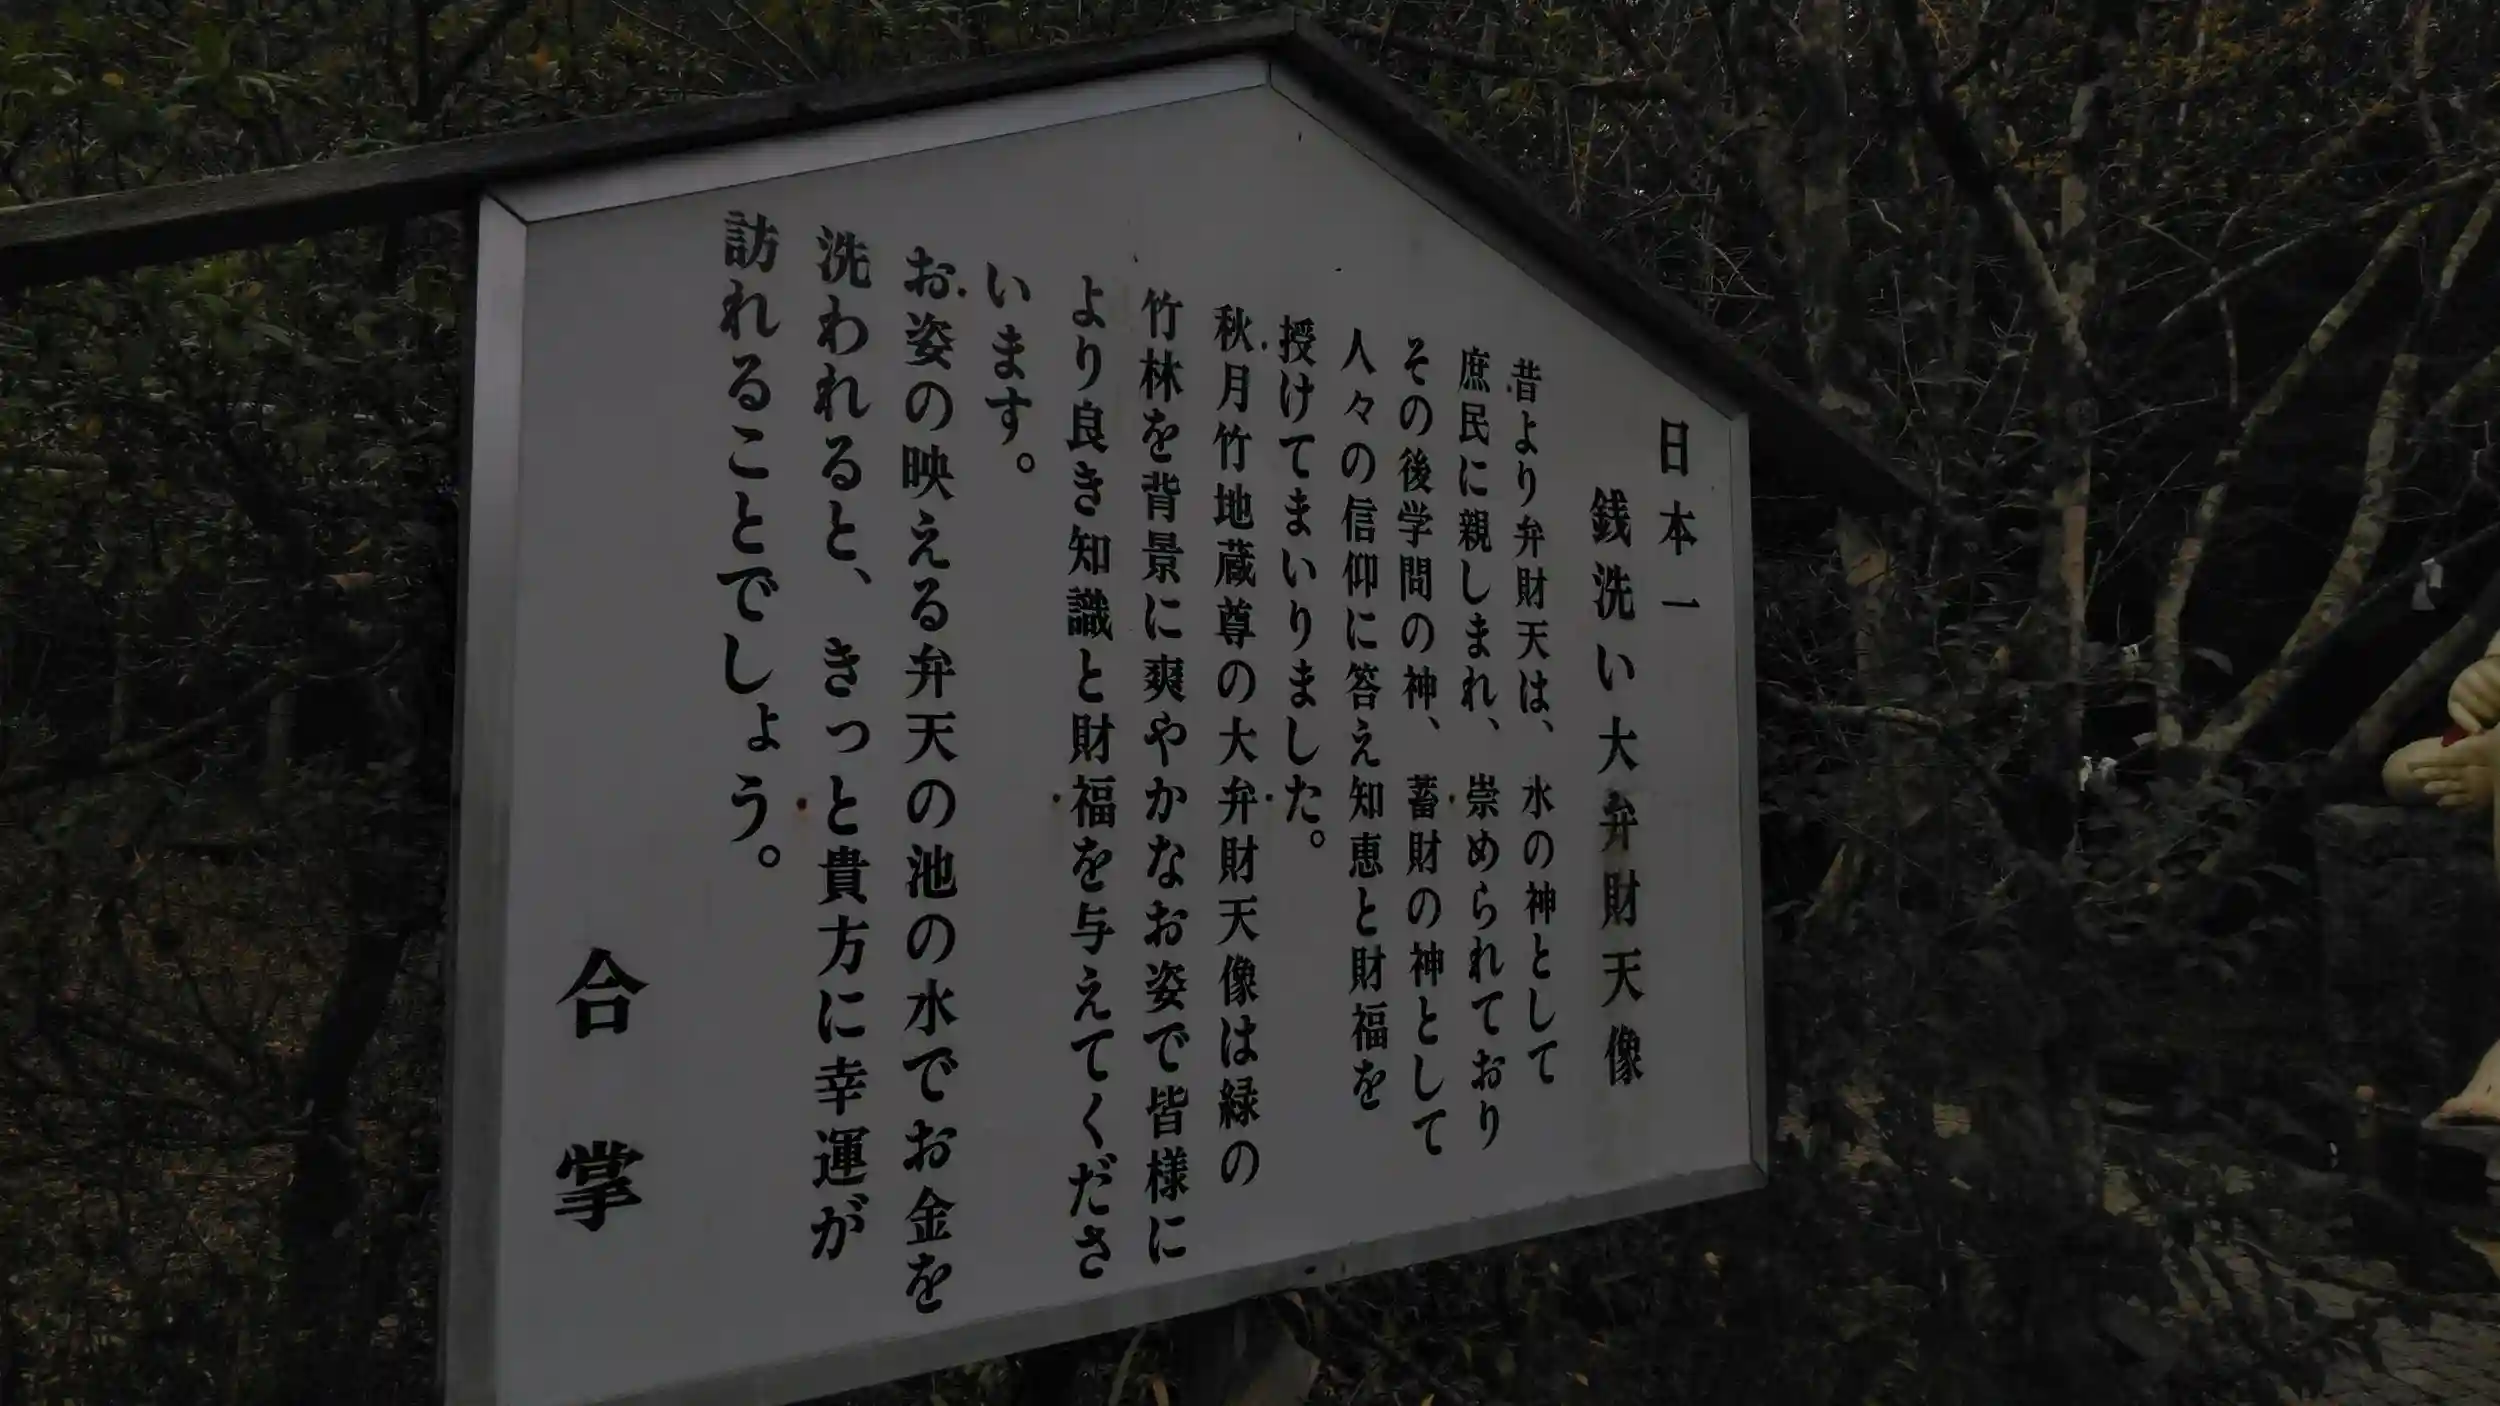 日本一
銭洗い大弁財天像
昔より弁財天は、水の神として
庶民に親しまれ、崇められており
その後学問の神、蓄財の神として
人々の信仰に答え知恵と財福を
授けてまいりました。
秋月竹地蔵尊の大弁財天像は緑の
竹林を背景に爽やかなお姿で皆様に
より良き知識と財福を与えてくださ
います。
お姿の映える弁天の池の水でお金を
洗われると、きっと貴方に幸運が
訪れることでしょう。
合掌